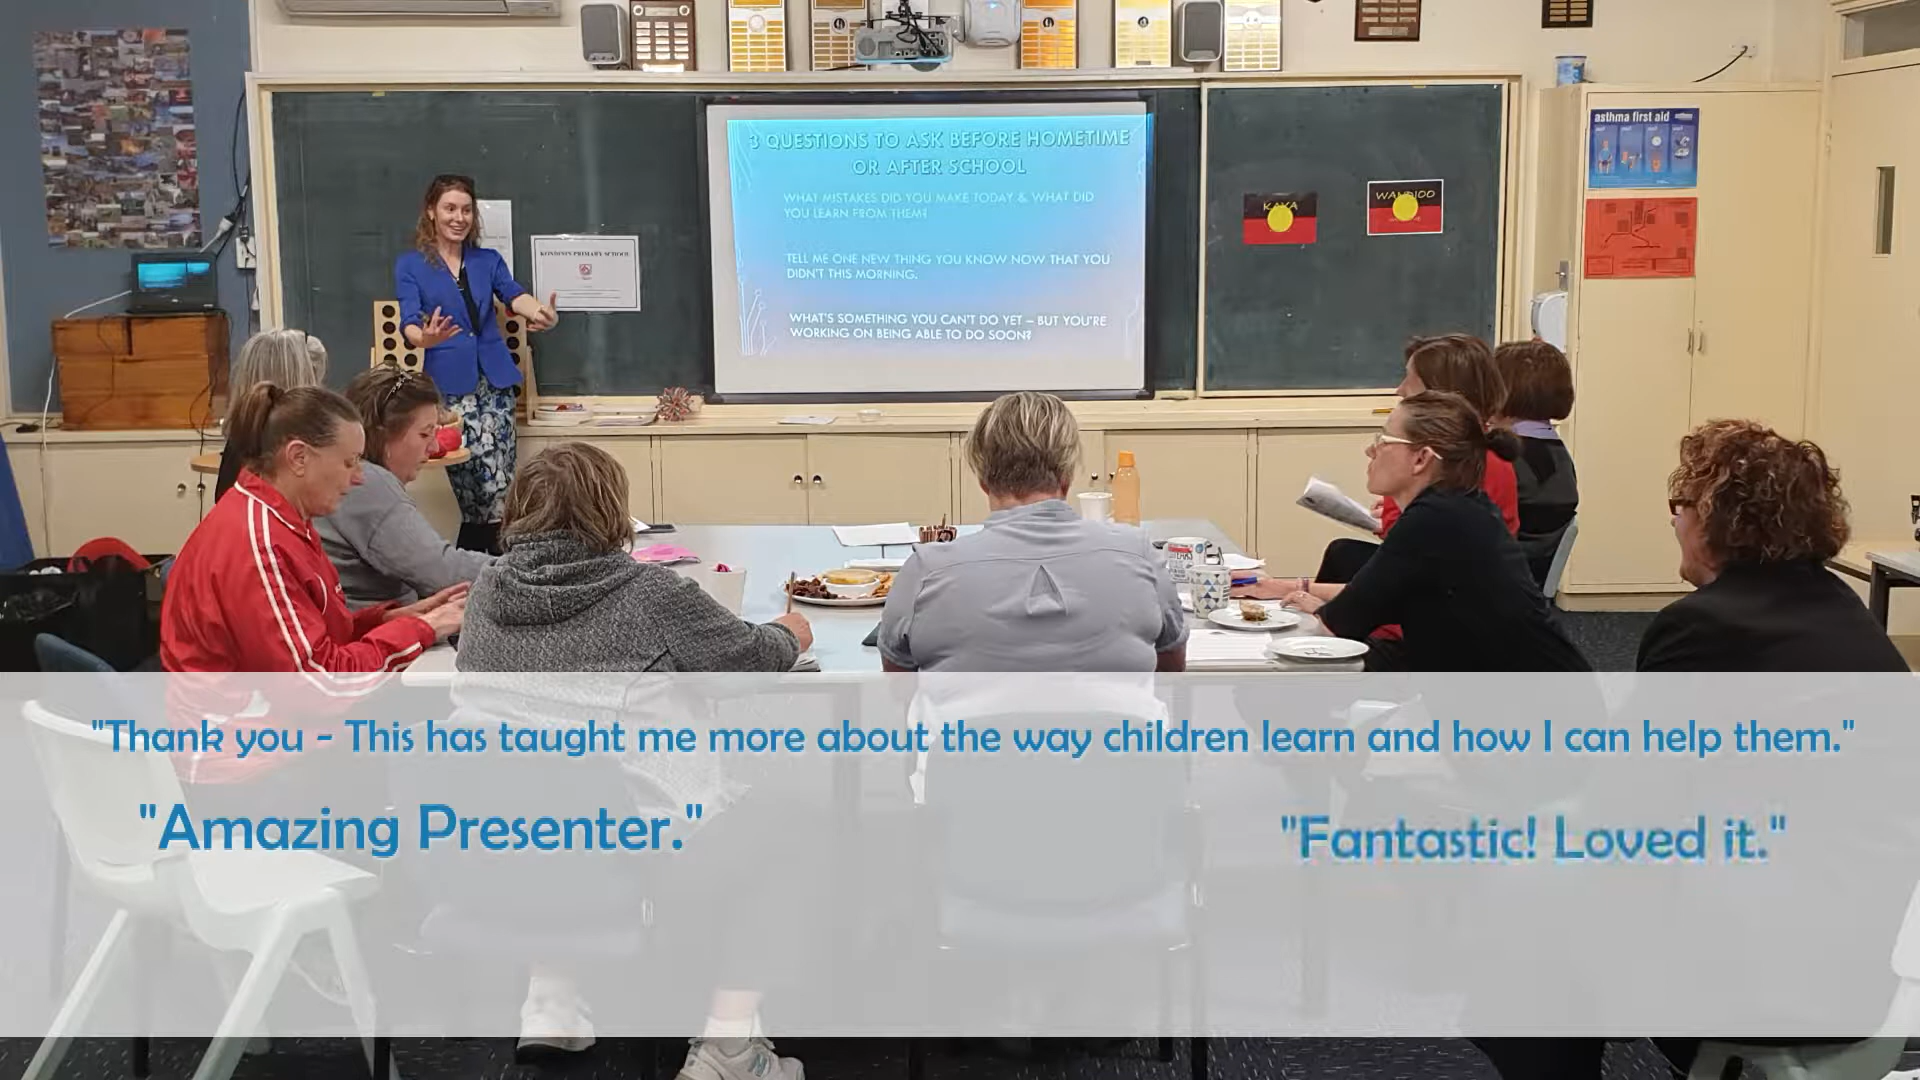 asthma first aid
3 QUESTIONS TO ASK BEFORE HOMETIME
OR AFTER SCHOOL
WHAT MISTAKES DID YOU MAKE TODAY & WHAT DID
YOU LEARN FROM THEM?
TELL ME ONE NEW THING YOU KNOW NOW THAT YOU
DIDN'T THIS MORNING.
WHAT'S SOMETHING YOU CAN'T DO YET – BUT YOU'RE
WORKING ON BEING ABLE TO DO SOON?
KAYA
WANDJOO
KONDININ PRIMARY SCHOOL
"Thank you - This has taught me more about the way children learn and how I can help them."
"Amazing Presenter."
"Fantastic! Loved it."